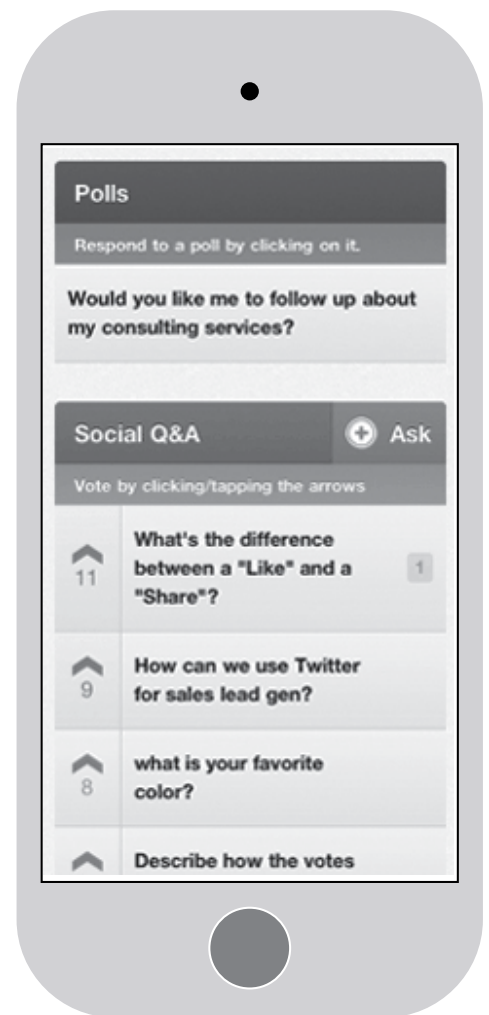 Polls
Respond to a poll by clicking on it.
Would you like me to follow up about
my consulting services?
Social Q&A
Ask
Vote by clicking/tapping the arrows
What's the difference
between a "Like" and a
"Share"?
11
1
How can we use Twitter
for sales lead gen?
9
what is your favorite
color?
8
Describe how the votes